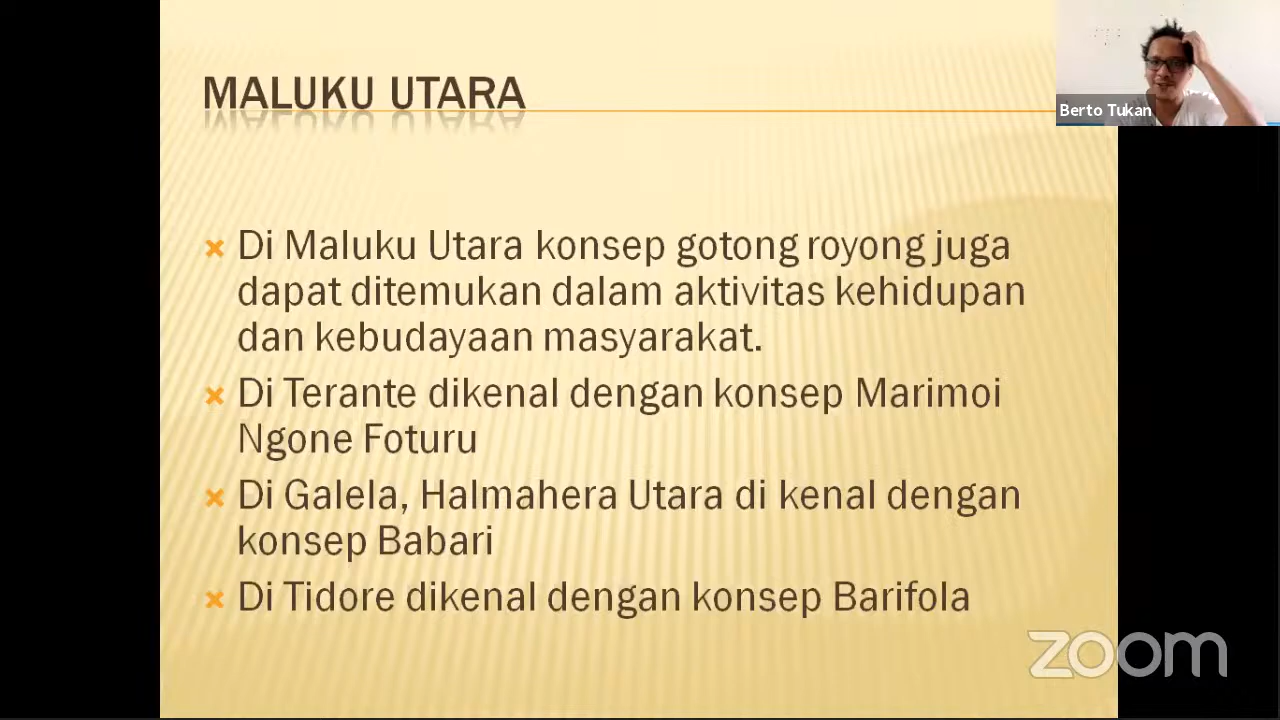 MALUKU UTARA
Berto Tukan
Di Maluku Utara konsep gotong royong juga
dapat ditemukan dalam aktivitas kehidupan
dan kebudayaan masyarakat.
Di Terante dikenal dengan konsep Marimoi
Ngone Foturu
Di Galela, Halmahera Utara di kenal dengan
konsep Babari
Di Tidore dikenal dengan konsep Barifola
zoom